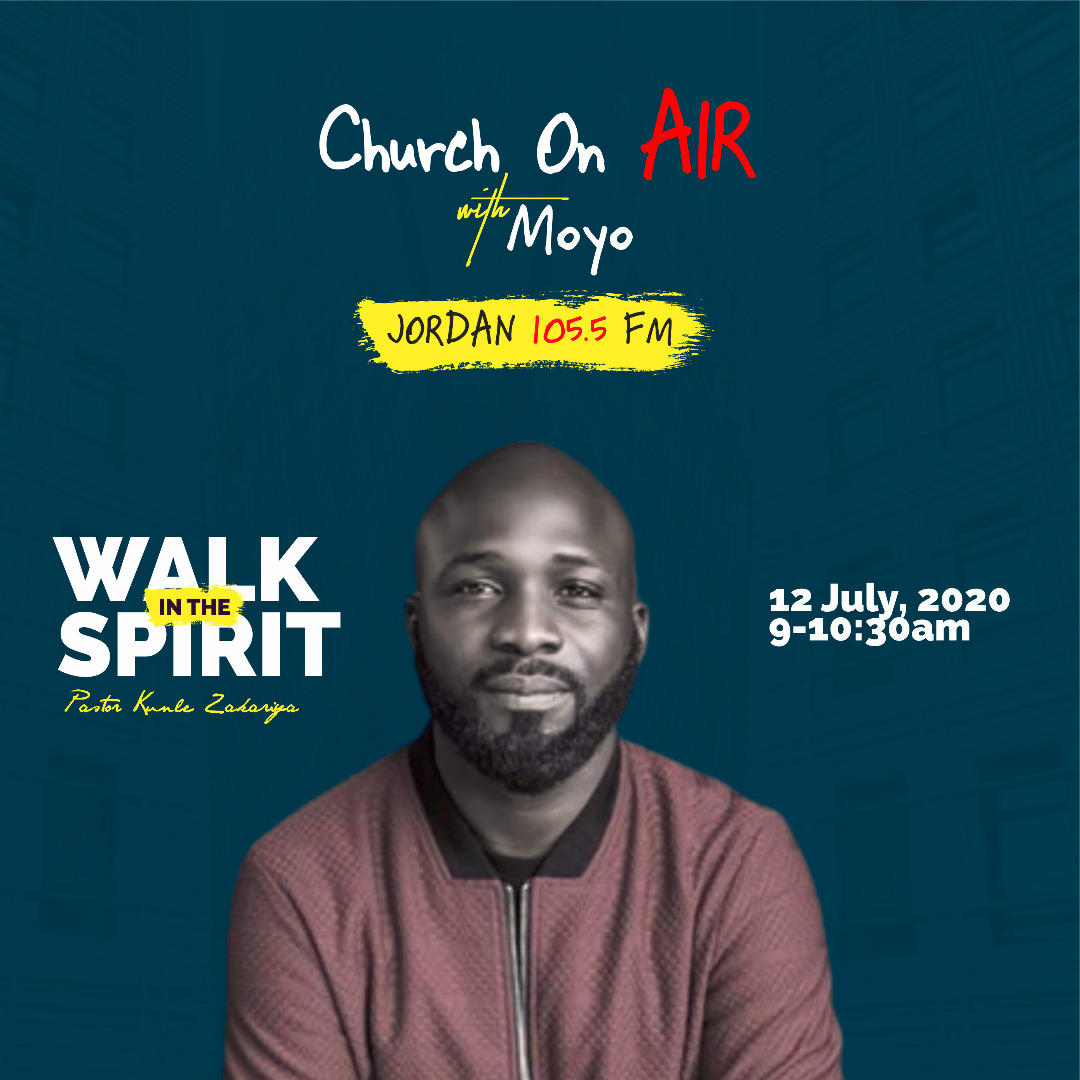 Church On AIR
with Moyo
JORDAN 105.5 FM
WALK
IN THE
SPIRIT
Pastor Kunle Zakariya
12 July, 2020
9-10:30am